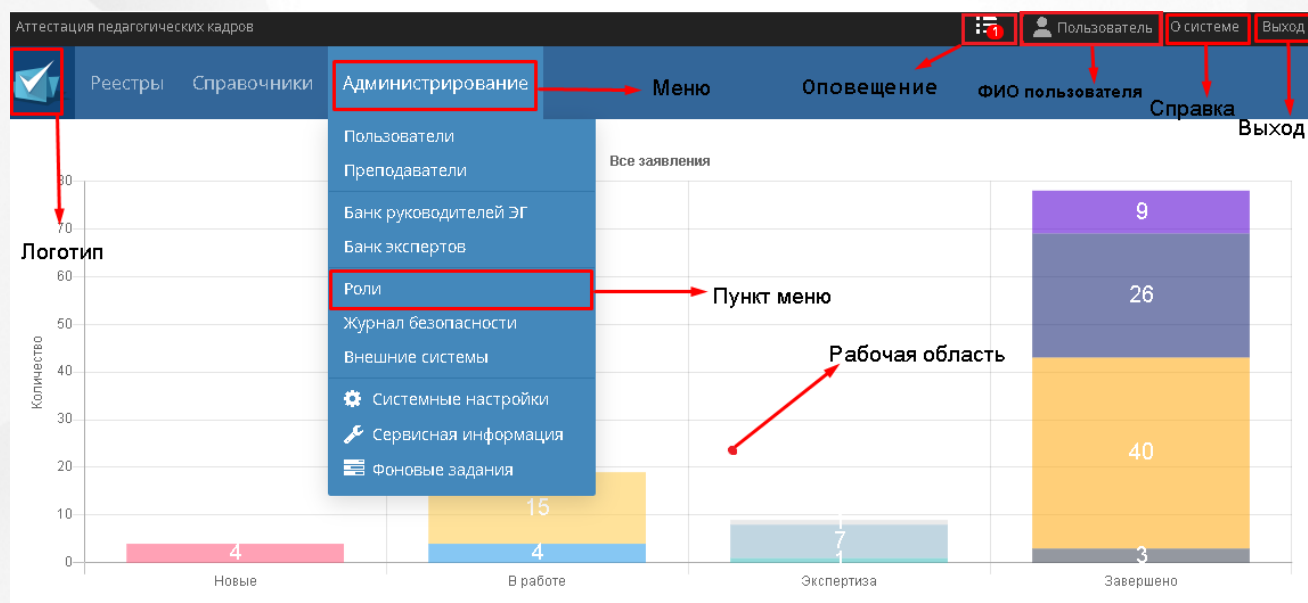 Аттестация педагогических кадров
1
Пользователь
О системе
Выход
Реестры
Справочники
Администрирование
Меню
Оповещение
ФИО пользователя
Справка
Выход
Пользователи
Преподаватели
Банк руководителей ЭГ
Банк экспертов
Роли
Журнал безопасности
Внешние системы
Системные настройки
Сервисная информация
Фоновые задания
Логотип
Пункт меню
Рабочая область
Все заявления
Количество
80
70
60
50
40
30
20
10
0
4
15
4
1
7
1
9
26
40
3
Новые
В работе
Экспертиза
Завершено